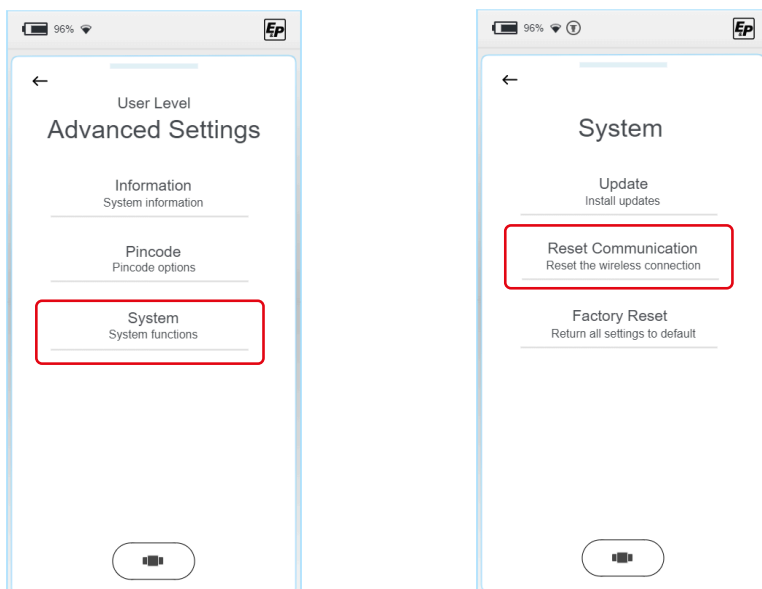 96%
EP
User Level
Advanced Settings
Information
System information
Pincode
Pincode options
System
System functions
96% T
EP
System
Update
Install updates
Reset Communication
Reset the wireless connection
Factory Reset
Return all settings to default